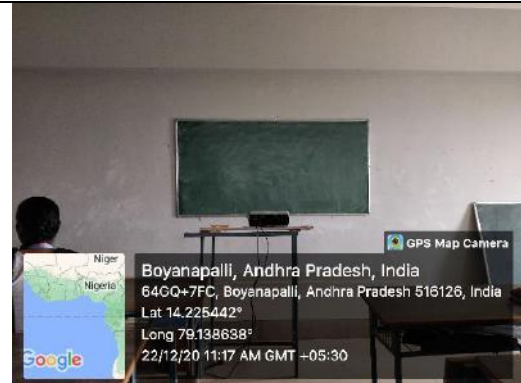 GPS Map Camera
Niger
Nigeria
Google
Boyanapalli, Andhra Pradesh, India
64GQ+7FC, Boyanapalli, Andhra Pradesh 516126, India
Lat 14.225442°
Long 79.138638°
22/12/20 11:17 AM GMT +05:30